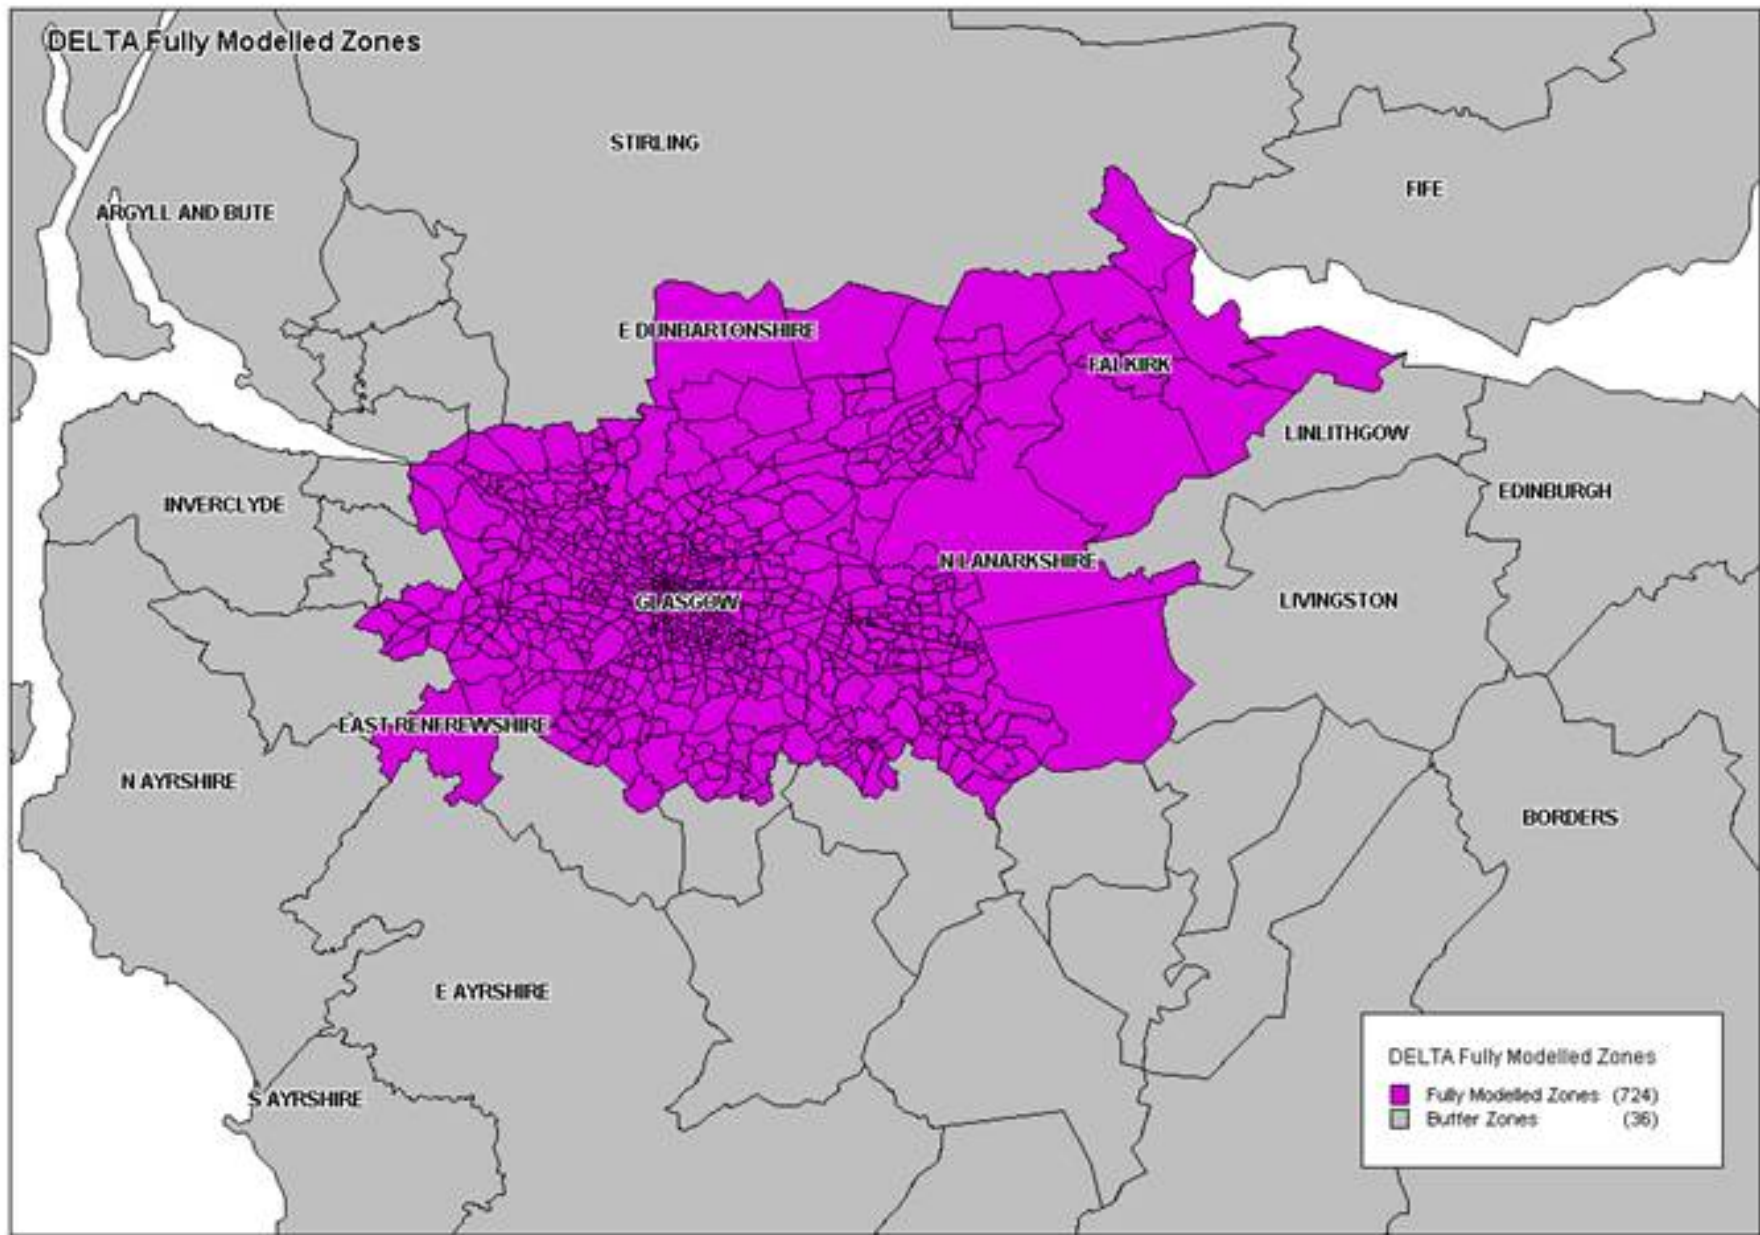 DELTA Fully Modelled Zones
STIRLING
FIFE
ARGYLL AND BUTE
E DUNBARTONSHIRE
FALKIRK
LINLITHGOW
INVERCLYDE
EDINBURGH
N LANARKSHIRE
GLASGOW
LIVINGSTON
EAST RENFREWSHIRE
N AYRSHIRE
BORDERS
E AYRSHIRE
S AYRSHIRE
DELTA Fully Modelled Zones
Fully Modelled Zones (724)
Buffer Zones (36)